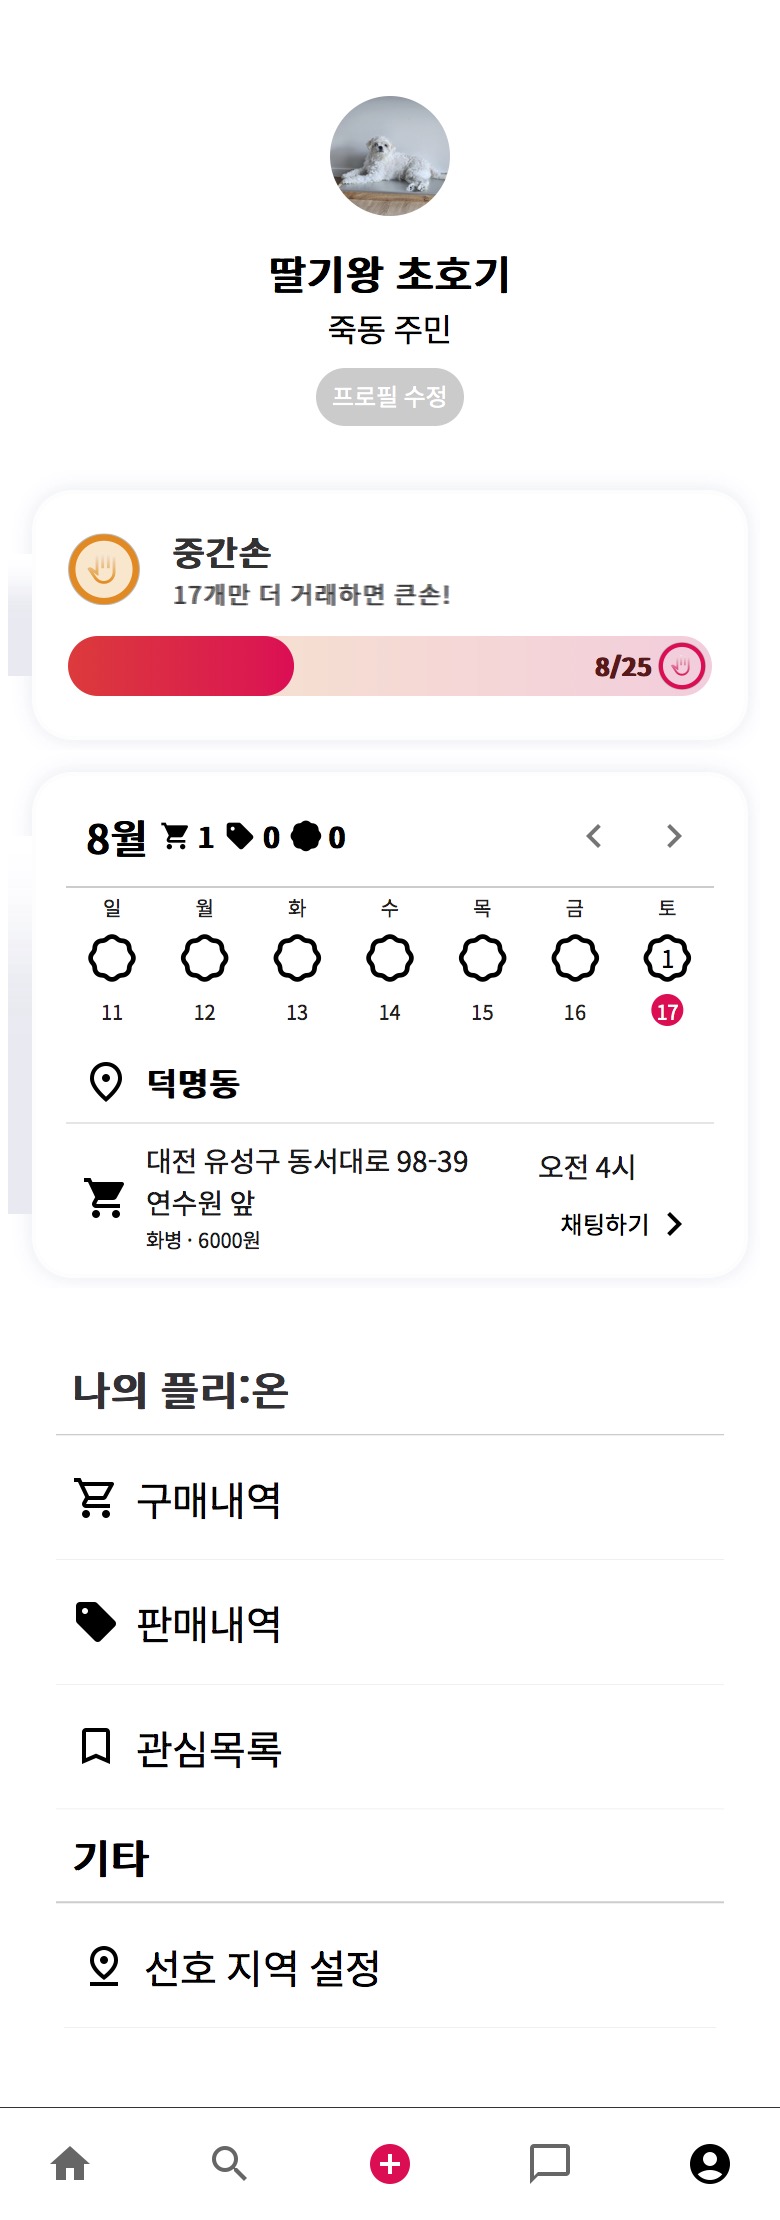 딸기왕 초호기
죽동 주민
프로필 수정
중간손
17개만 더 거래하면 큰손!
8/25
8월 1 0 0
일 월 화 수 목 금 토
1
11 12 13 14 15 16 17
덕명동
대전 유성구 동서대로 98-39
연수원 앞
화병 · 6000원
오전 4시
채팅하기
나의 플리:온
구매내역
판매내역
관심목록
기타
선호 지역 설정